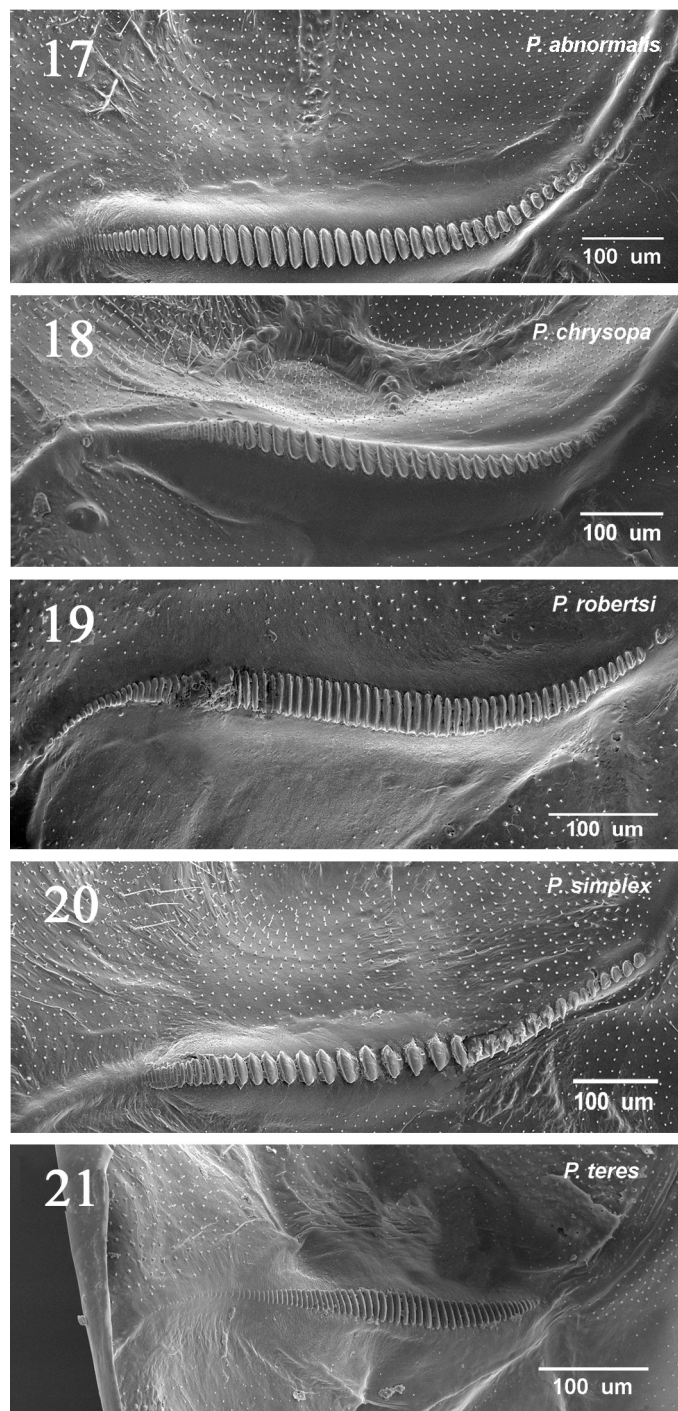 17
P. abnormalis
100 um
18
P. chrysopa
100 um
19
P. robertsi
100 um
20
P. simplex
100 um
21
P. teres
100 um